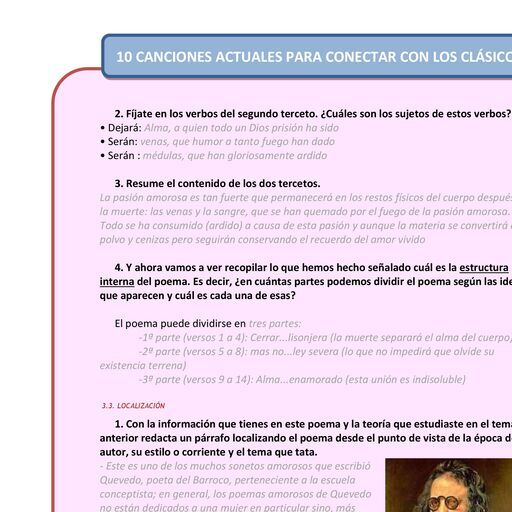 10 CANCIONES ACTUALES PARA CONECTAR CON LOS
2. Fíjate en los verbos del segundo terceto. ¿Cuáles son los sujetos de estos verbos?
• Dejará: Alma, a quien todo un Dios prisión ha sido
• Serán: venas, que humor a tanto fuego han dado
• Serán : médulas, que han gloriosamente ardido
3. Resume el contenido de los dos tercetos.
La pasión amorosa es tan fuerte que permanecerá en los restos físicos del cuerpo
la muerte: las venas y la sangre, que se han quemado por el fuego de la pasión amorosa.
Todo se ha consumido (ardido) a causa de esta pasión y aunque la materia se convertirá
polvo y cenizas pero seguirán conservando el recuerdo del amor vivido
4. Y ahora vamos a ver recopilar lo que hemos hecho señalado cuál es la estructura
interna del poema. Es decir, ¿en cuántas partes podemos dividir el poema según las
que aparecen y cuál es cada una de esas?
El poema puede dividirse en tres partes:
-1ª parte (versos 1 a 4): Cerrar...lisonjera (la muerte separará el alma del cuerpo)
-2ª parte (versos 5 a 8): mas no...ley severa (lo que no impedirá que olvide su
existencia terrena)
-3ª parte (versos 9 a 14): Alma...enamorado (esta unión es indisoluble)
3.3. LOCALIZACIÓN
1. Con la información que tienes en este poema y la teoría que estudiaste en el
anterior redacta un párrafo localizando el poema desde el punto de vista de la época
autor, su estilo o corriente y el tema que tata.
- Este es uno de los muchos sonetos amorosos que escribió
Quevedo, poeta del Barroco, perteneciente a la escuela
conceptista; en general, los poemas amorosos de Quevedo
no están dedicados a una mujer en particular sino, más